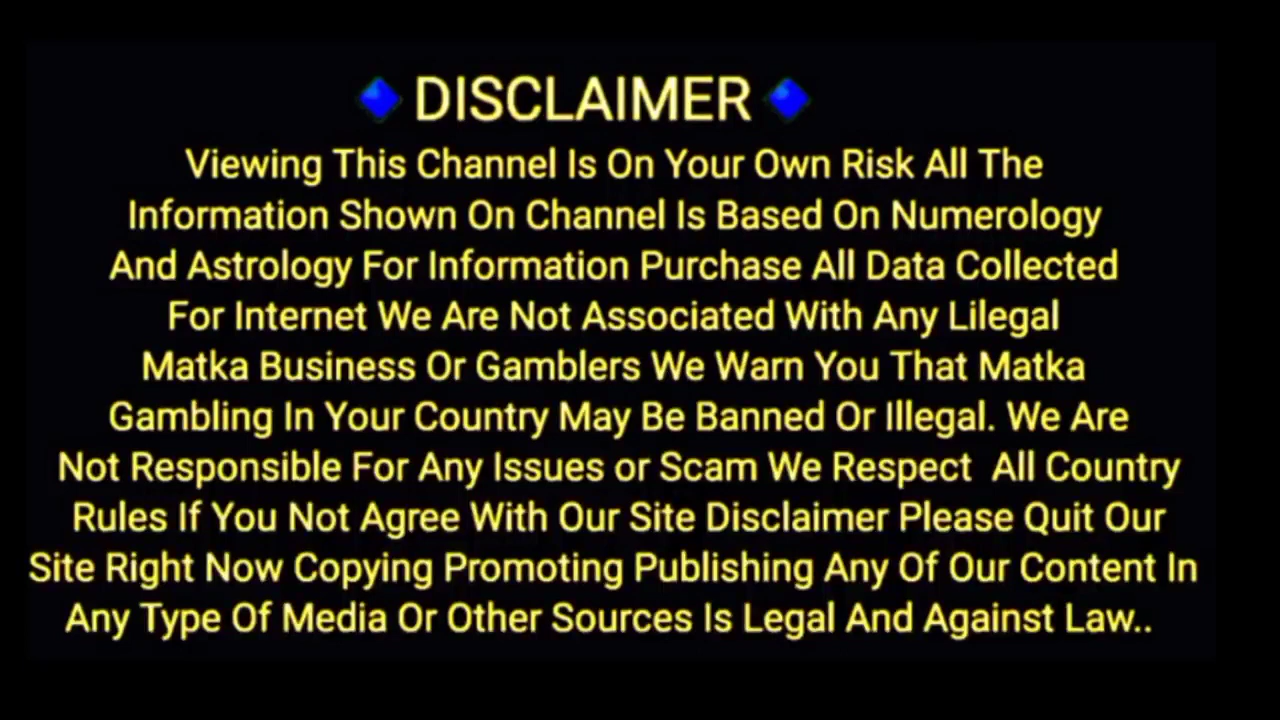 🔹DISCLAIMER🔹
Viewing This Channel Is On Your Own Risk All The
Information Shown On Channel Is Based On Numerology
And Astrology For Information Purchase All Data Collected
For Internet We Are Not Associated With Any Lilegal
Matka Business Or Gamblers We Warn You That Matka
Gambling In Your Country May Be Banned Or Illegal. We Are
Not Responsible For Any Issues or Scam We Respect  All Country
Rules If You Not Agree With Our Site Disclaimer Please Quit Our
Site Right Now Copying Promoting Publishing Any Of Our Content In
Any Type Of Media Or Other Sources Is Legal And Against Law..